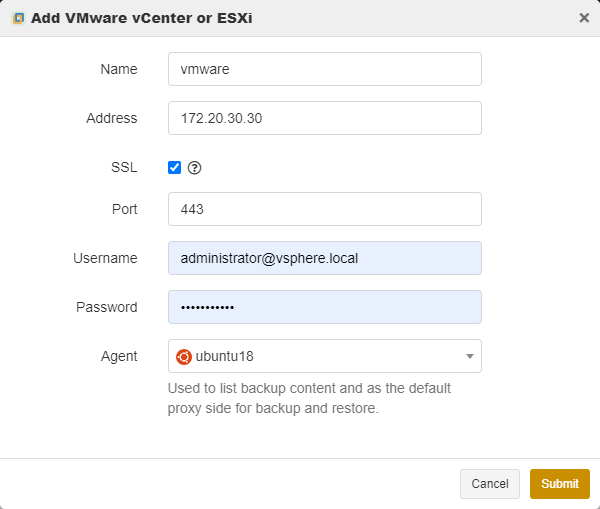 Add VMware vCenter or ESXi ×
Name vmware
Address 172.20.30.30
SSL ?
Port 443
Username administrator@vsphere.local
Password •••••••••••
Agent ubuntu18
Used to list backup content and as the default
proxy side for backup and restore.
Cancel Submit